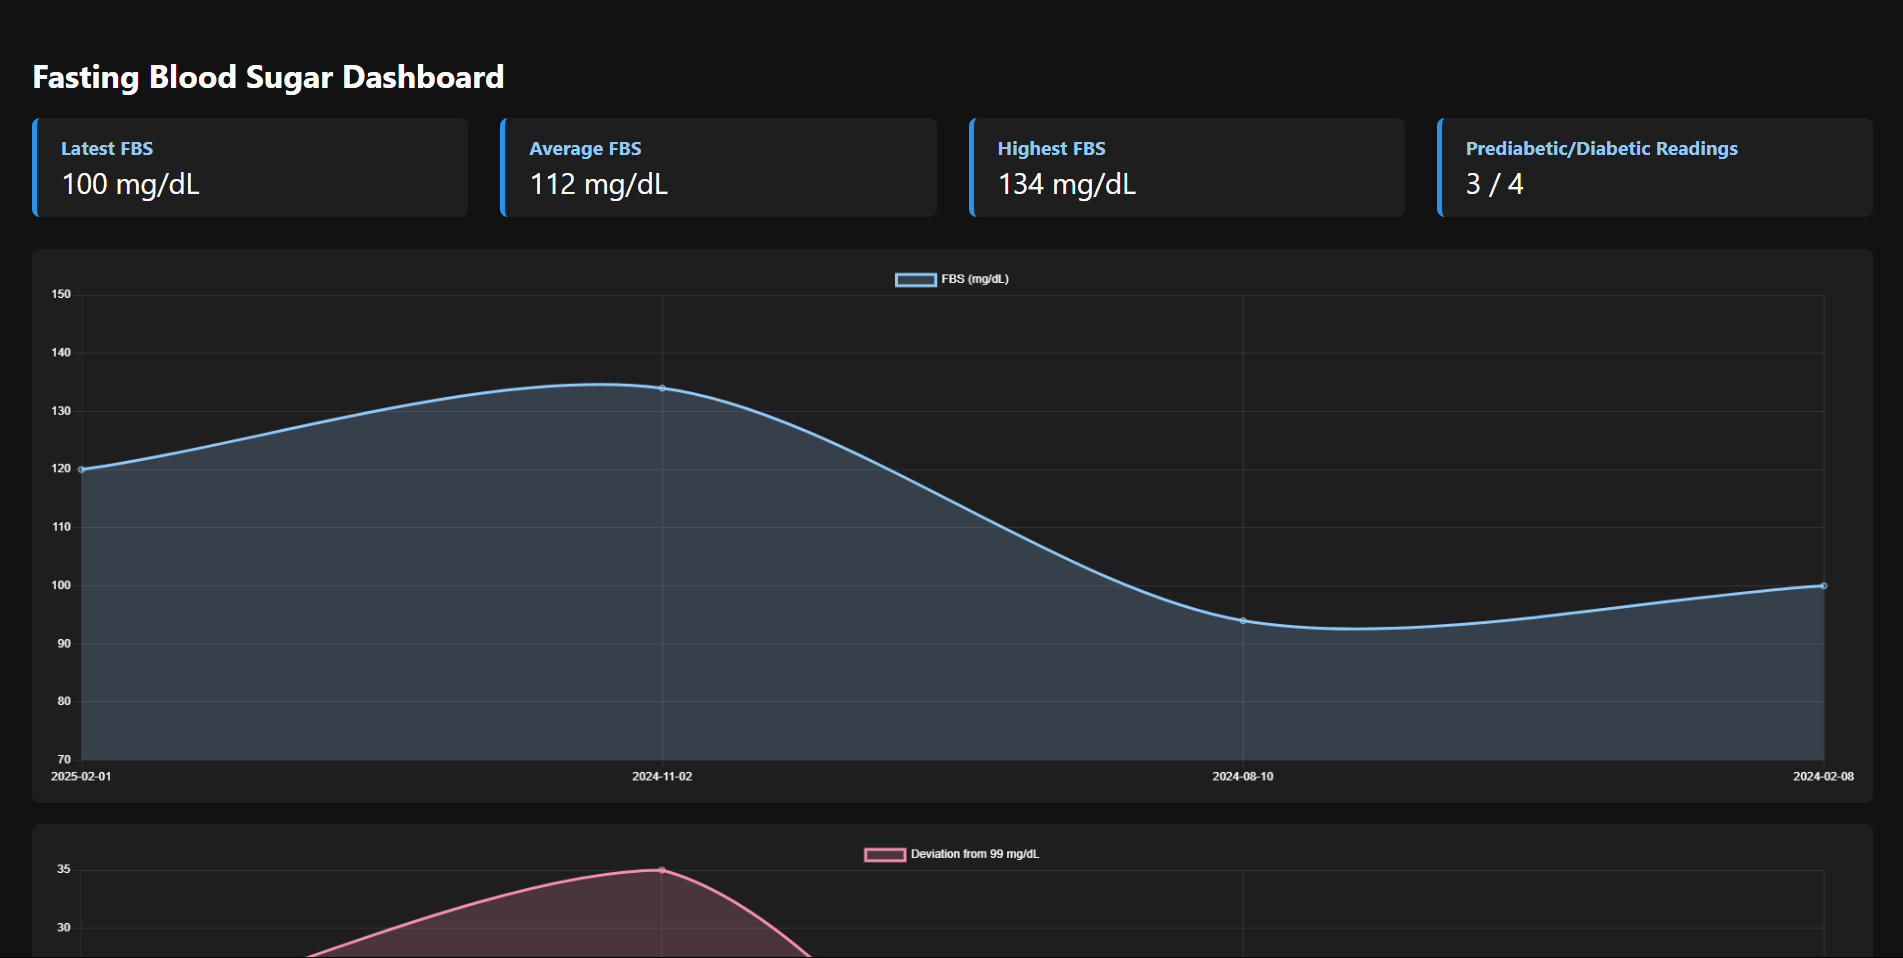 Fasting Blood Sugar Dashboard
Latest FBS
100 mg/dL
Average FBS
112 mg/dL
Highest FBS
134 mg/dL
Prediabetic/Diabetic Readings
3 / 4
FBS (mg/dL)
150
140
130
120
110
100
90
80
70
2025-02-01
2024-11-02
2024-08-10
2024-02-08
Deviation from 99 mg/dL
35
30